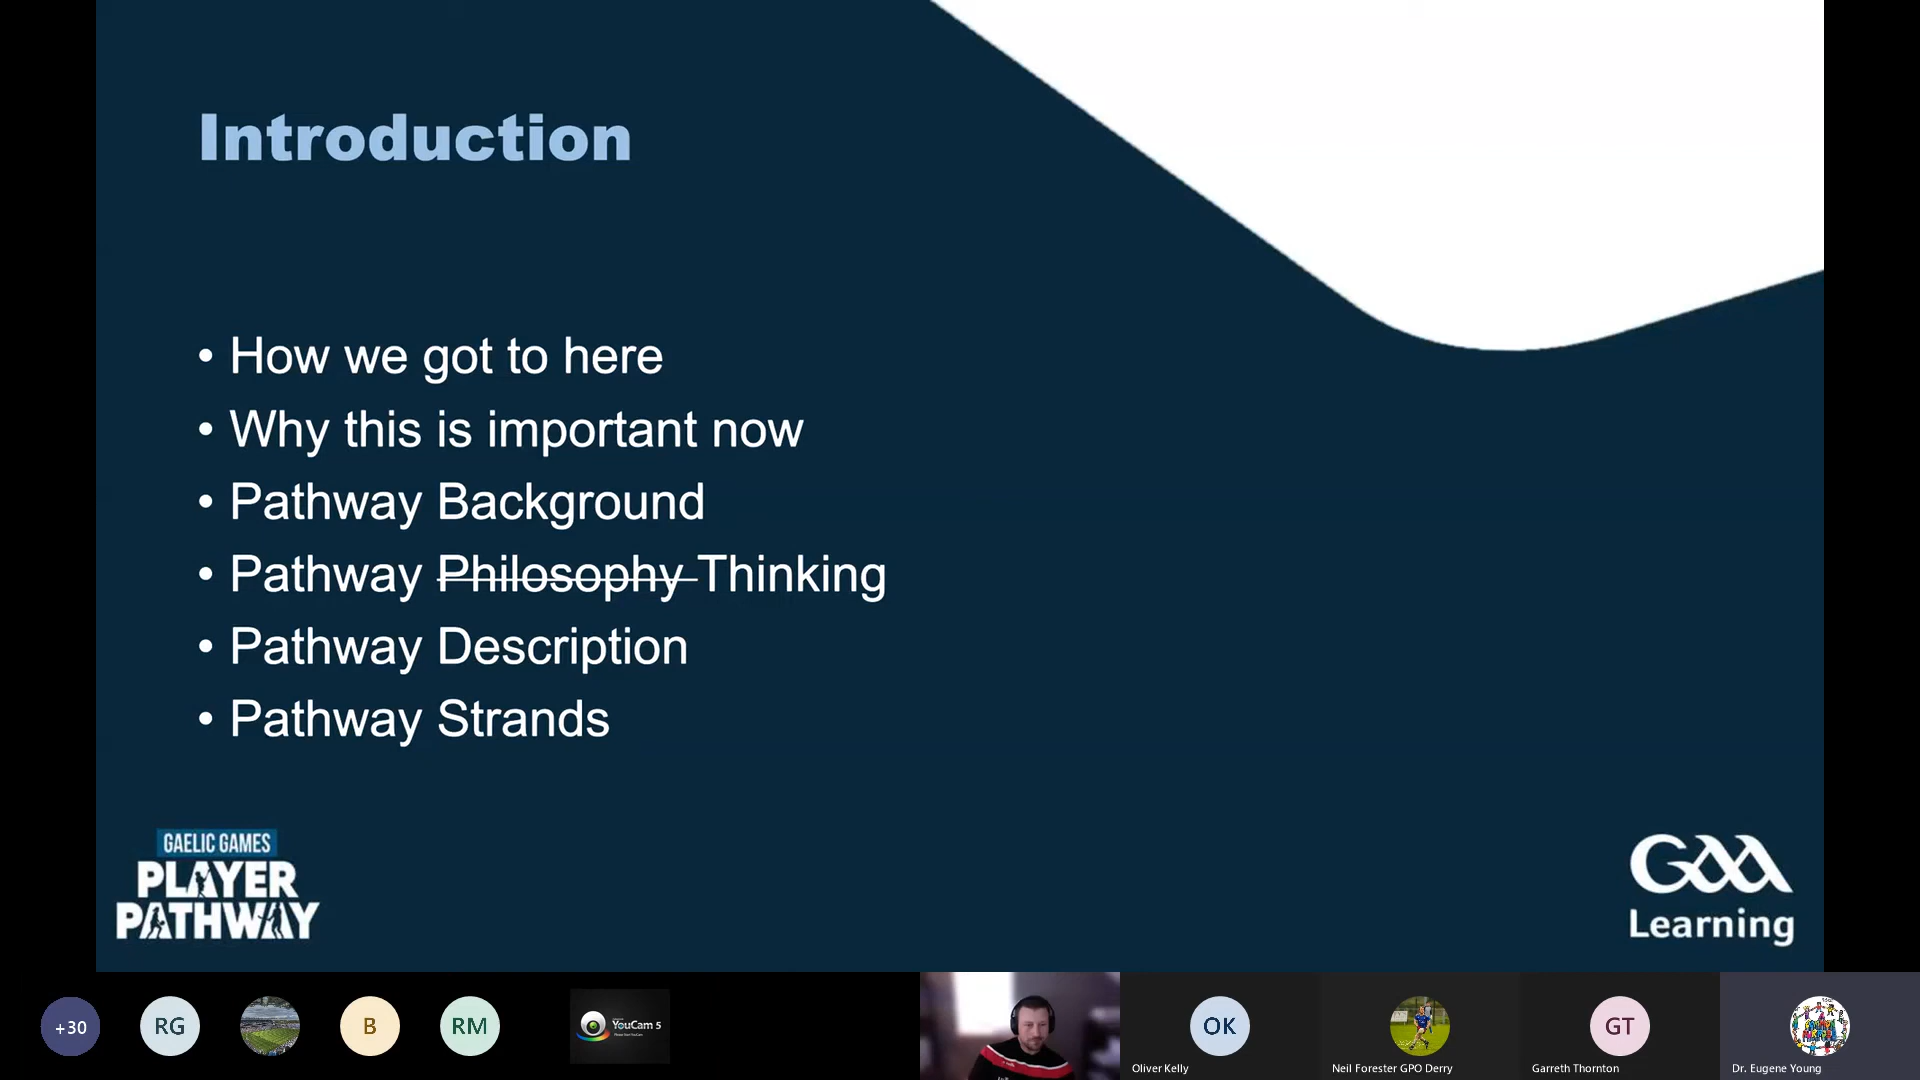 Introduction
• How we got to here
• Why this is important now
• Pathway Background
• Pathway Philosophy Thinking
• Pathway Description
• Pathway Strands
GAELIC GAMES
PLAYER
PATHWAY
GAA
Learning
+30
RG
B
RM
YouCam 5
OK
GT
Oliver Kelly
Neil Forester GPO Derry
Garreth Thornton
Dr. Eugene Young